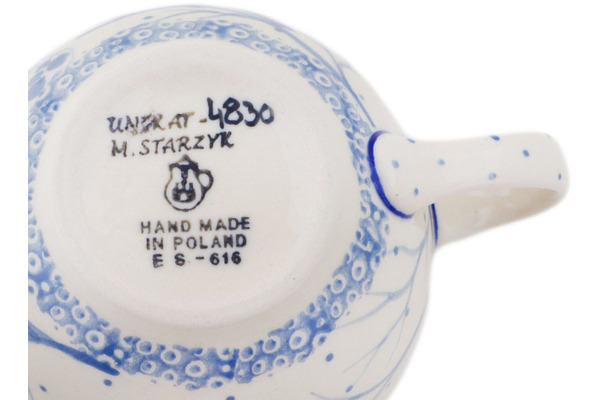 UNIKAT-4830
M. STARZYK
HAND MADE
IN POLAND
E S - 616